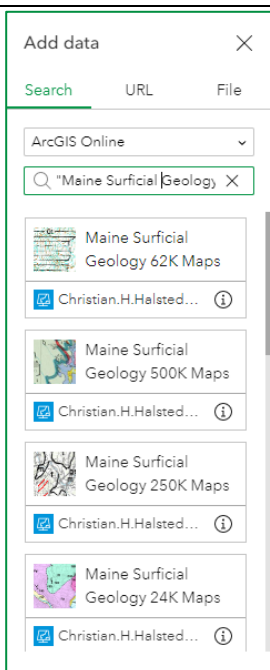 Add data
Search URL File
ArcGIS Online
"Maine Surficial Geology
Maine Surficial
Geology 62K Maps
Christian.H.Halsted...
Maine Surficial
Geology 500K Maps
Christian.H.Halsted...
Maine Surficial
Geology 250K Maps
Christian.H.Halsted...
Maine Surficial
Geology 24K Maps
Christian.H.Halsted...